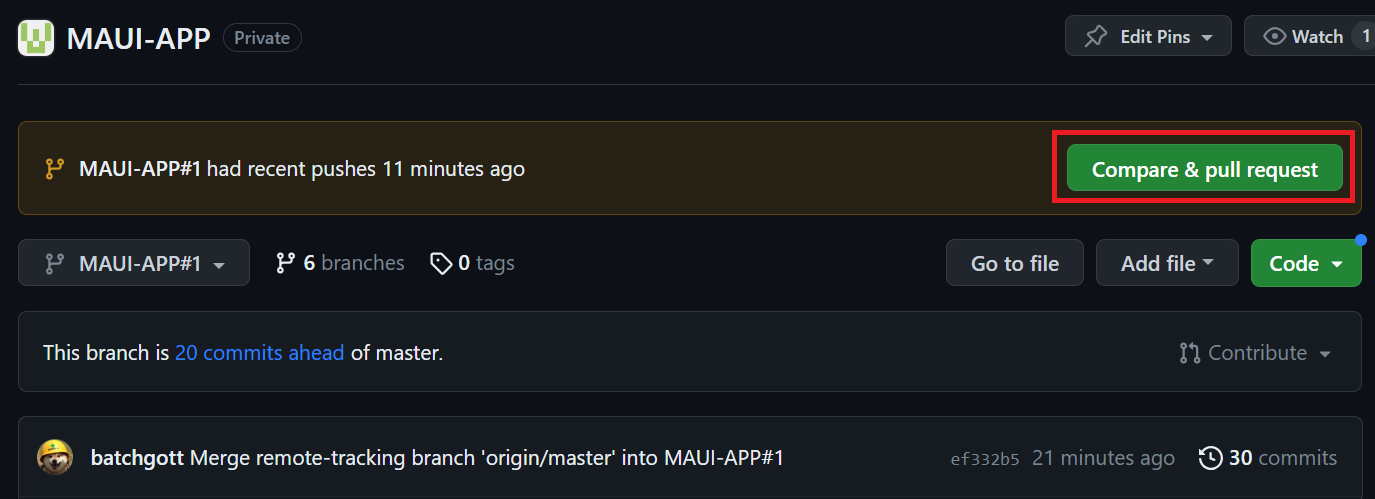 MAUI-APP Private Edit Pins Watch 1
MAUI-APP#1 had recent pushes 11 minutes ago Compare & pull request
MAUI-APP#1 6 branches 0 tags Go to file Add file Code
This branch is 20 commits ahead of master. Contribute
batchgott Merge remote-tracking branch 'origin/master' into MAUI-APP#1 ef332b5 21 minutes ago 30 commits